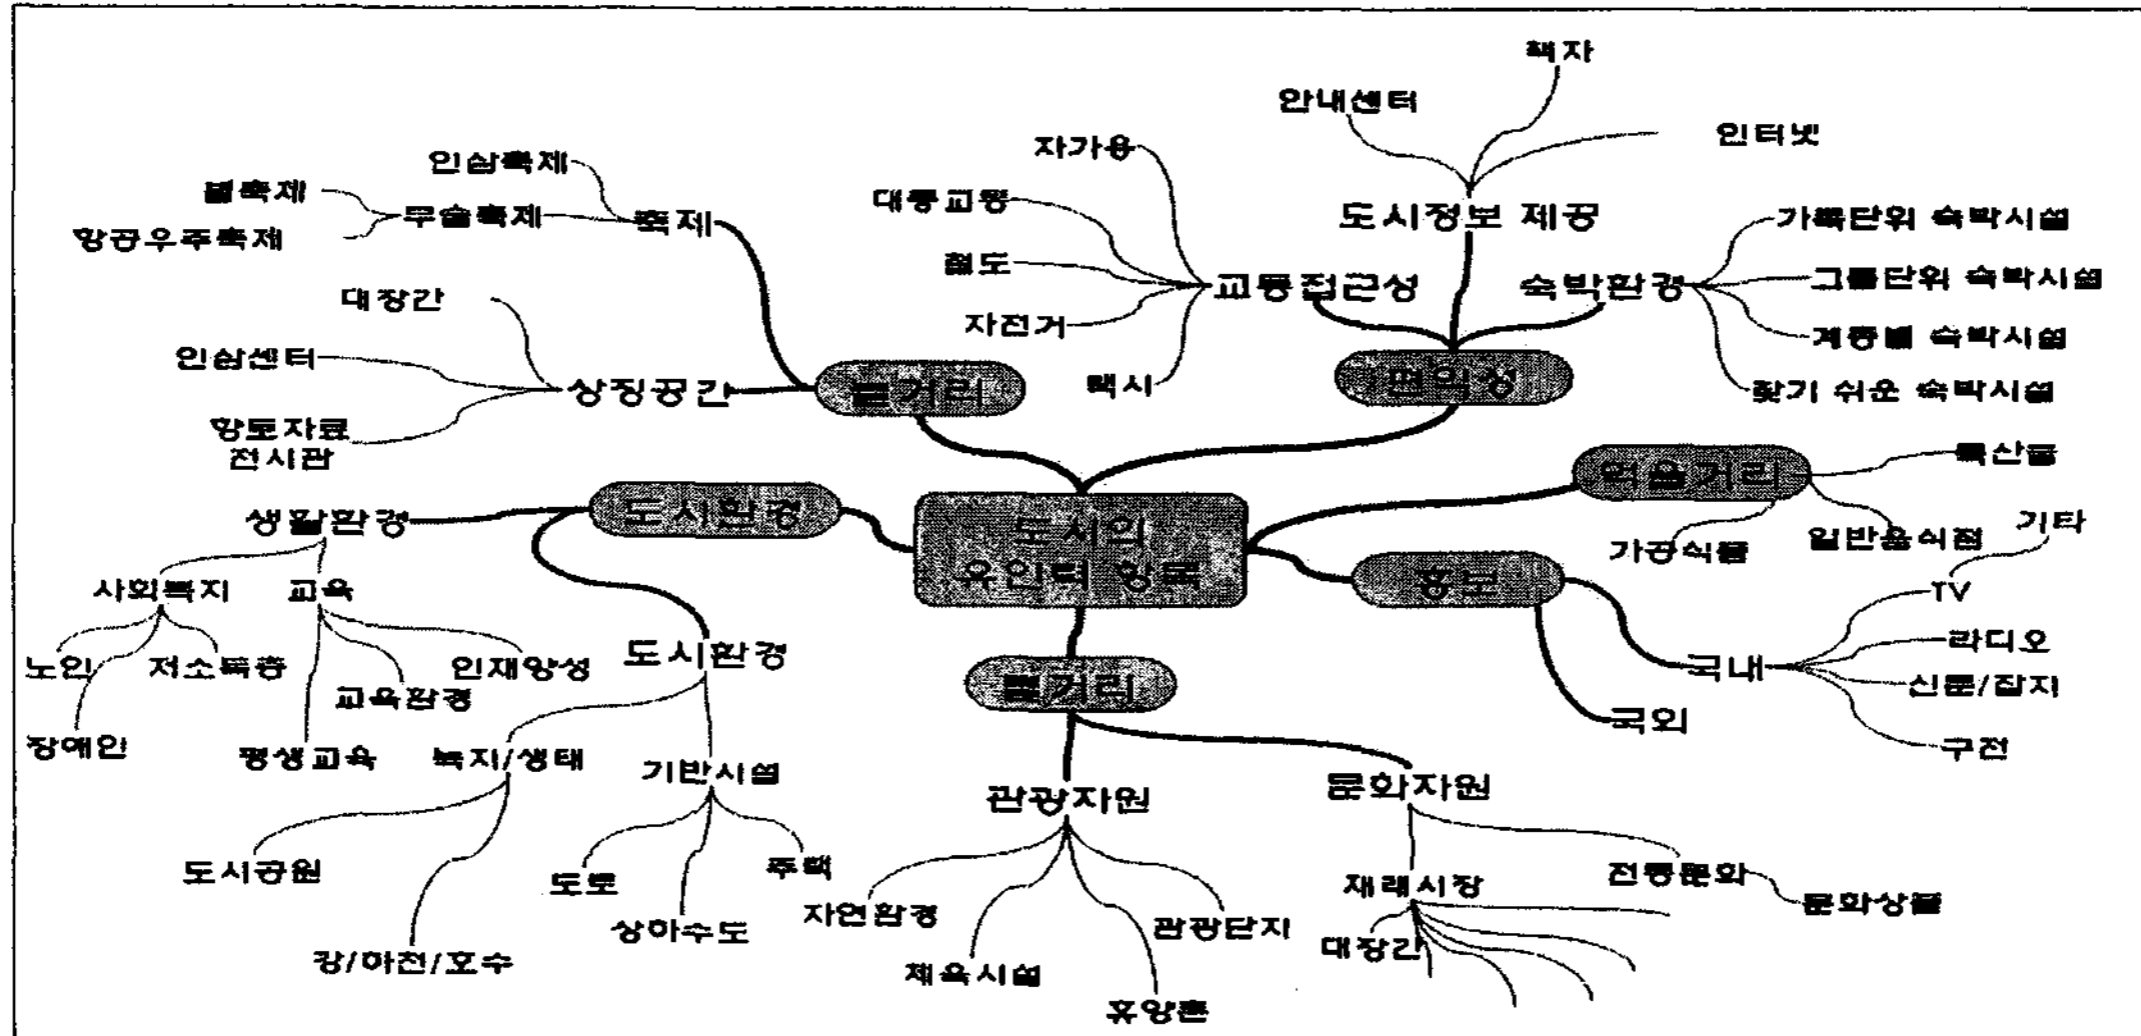 책자
안내센터
인터넷
자가용
인삼축제
별축제
무술축제
축제
항공우주축제
대중교통
도시정보 제공
가족단위 숙박시설
철도
교통접근성
숙박환경
그룹단위 숙박시설
대장간
자전거
계층별 숙박시설
인삼센터
택시
편의성
찾기 쉬운 숙박시설
상징공간
향토자료
전시관
특산물
먹을거리
생활환경
도시환경
도시의
유인력 항목
가공식품
일반음식점
기타
홍보
TV
사회복지
교육
라디오
노인
저소득층
인재양성
도시환경
국내
신문/잡지
교육환경
볼거리
국외
장애인
평생교육
녹지/생태
기반시설
구전
관광자원
문화자원
도시공원
도로
주택
자연환경
관광단지
재래시장
전통문화
문화상품
강/하천/호수
상하수도
체육시설
대장간
휴양촌